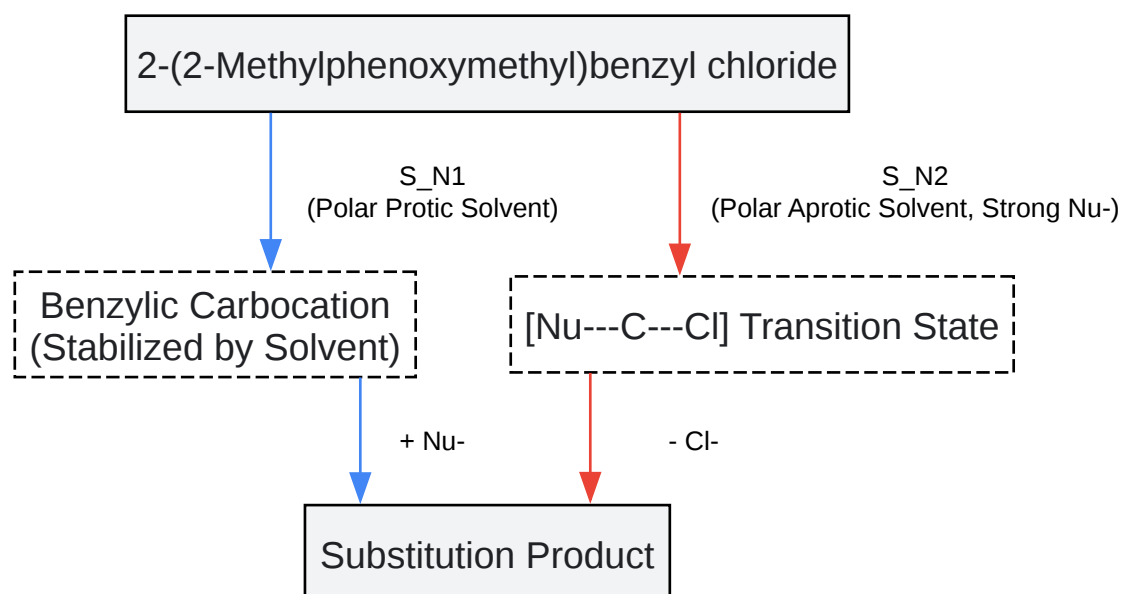 2-(2-Methylphenoxymethyl)benzyl chloride
S_N1
(Polar Protic Solvent)
S_N2
(Polar Aprotic Solvent, Strong Nu-)
Benzylic Carbocation
(Stabilized by Solvent)
[Nu---C---Cl] Transition State
+ Nu-
- Cl-
Substitution Product